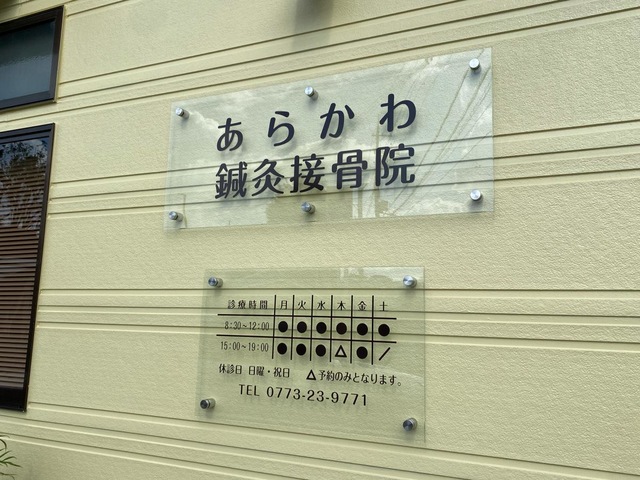 あらかわ
鍼灸接骨院
診療時間 月 火 水 木 金 土
8:30~12:00 ● ● ● ● ● ●
15:00~19:00 ● ● ● △ ● /
休診日 日曜・祝日 △予約のみとなります。
TEL 0773-23-9771